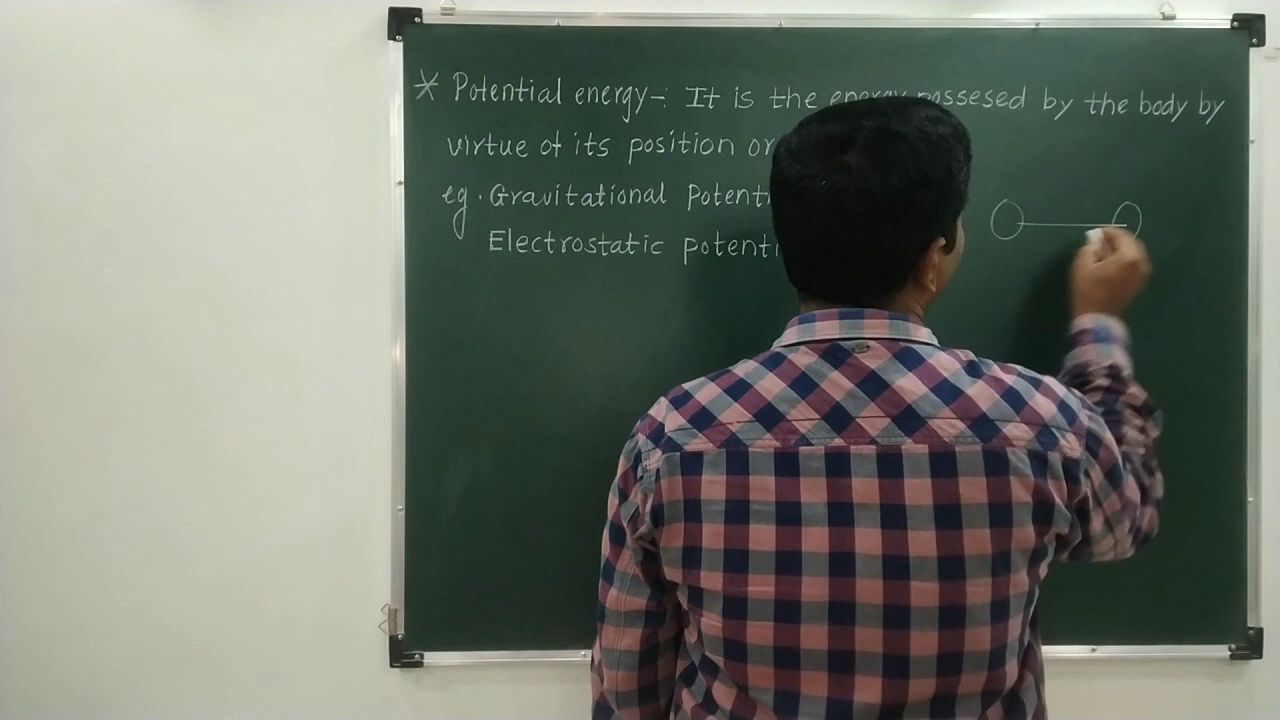 * Potential energy-: It is the energy possesed by the body by
virtue of its position or
eg. Gravitational Potenti
Electrostatic potenti